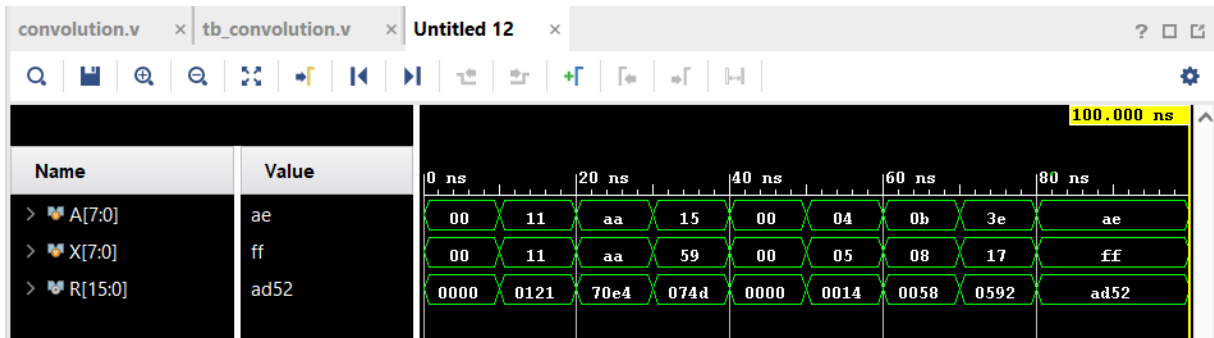 convolution.v × tb_convolution.v × Untitled 12 × ?
100.000 ns
Name Value 0 ns 20 ns 40 ns 60 ns 80 ns
A[7:0] ae 00 11 aa 15 00 04 0b 3e ae
X[7:0] ff 00 11 aa 59 00 05 08 17 ff
R[15:0] ad52 0000 0121 70e4 074d 0000 0014 0058 0592 ad52